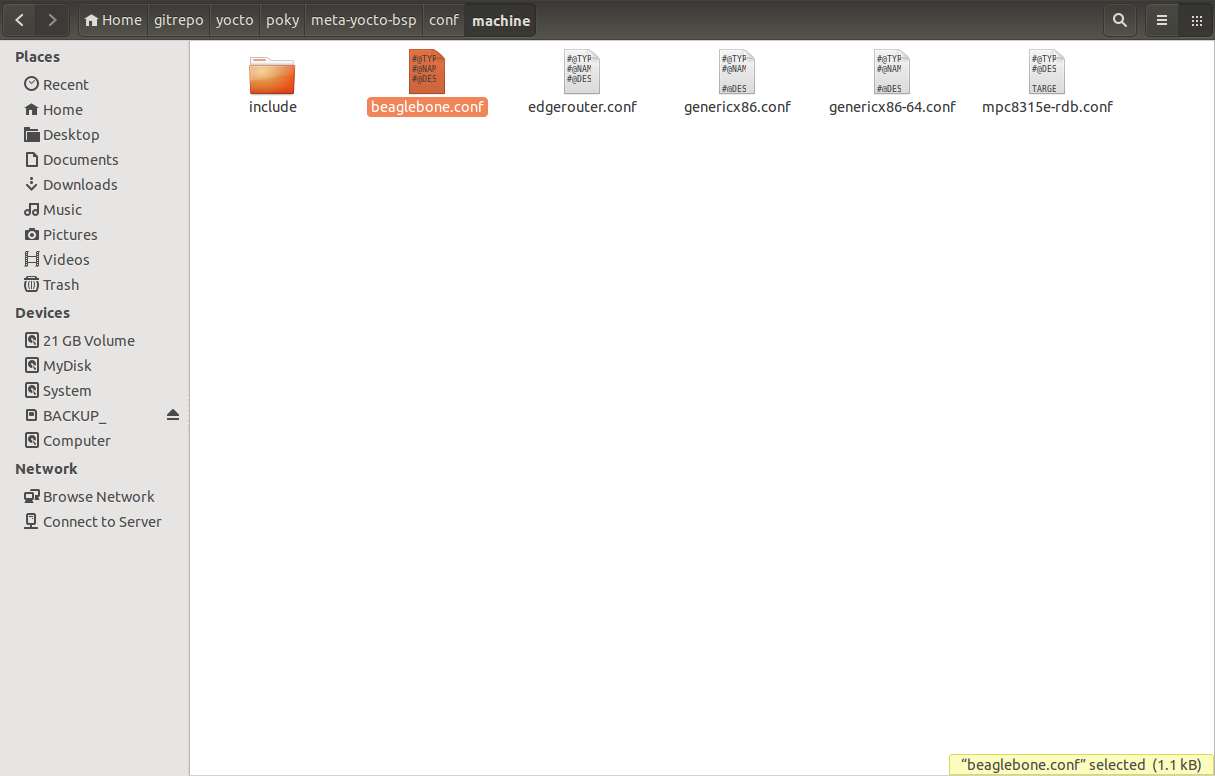 Home gitrepo yocto poky meta-yocto-bsp conf machine
Places
Recent
Home
Desktop
Documents
Downloads
Music
Pictures
Videos
Trash
Devices
21 GB Volume
MyDisk
System
BACKUP_
Computer
Network
Browse Network
Connect to Server
include
#@TYP
#@NAM
#@DES
beaglebone.conf
#@TYP
#@NAM
#@DES
edgerouter.conf
#@TYP
#@NAM
#@DES
genericx86.conf
#@TYP
#@NAM
#@DES
genericx86-64.conf
#@TYP
#@DES
TARGE
mpc8315e-rdb.conf
“beaglebone.conf” selected (1.1 kB)